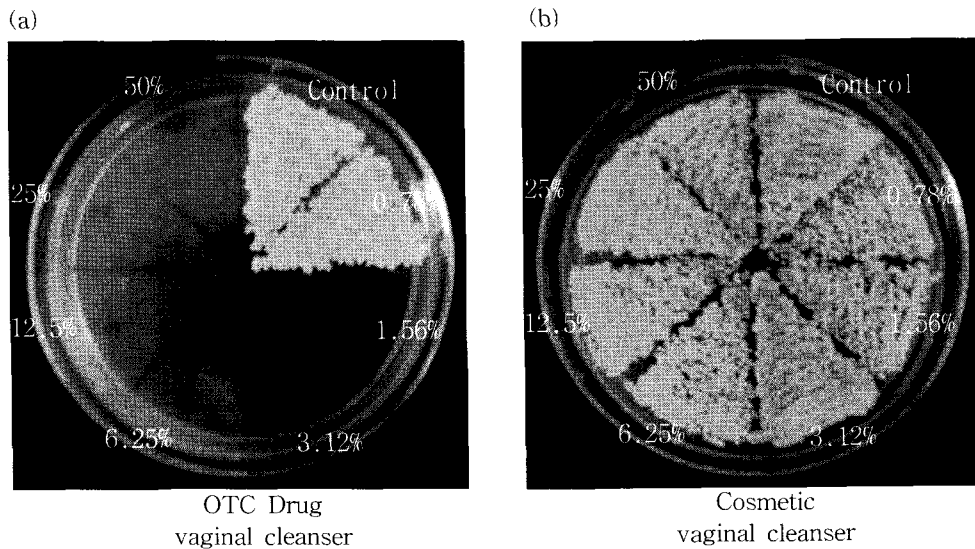 (a)
50%
Control
25%
0.7
12.5%
1.56%
6.25%
3.12%
OTC Drug
vaginal cleanser
(b)
50%
Control
25%
0.78%
12.5%
1.56%
6.25%
3.12%
Cosmetic
vaginal cleanser